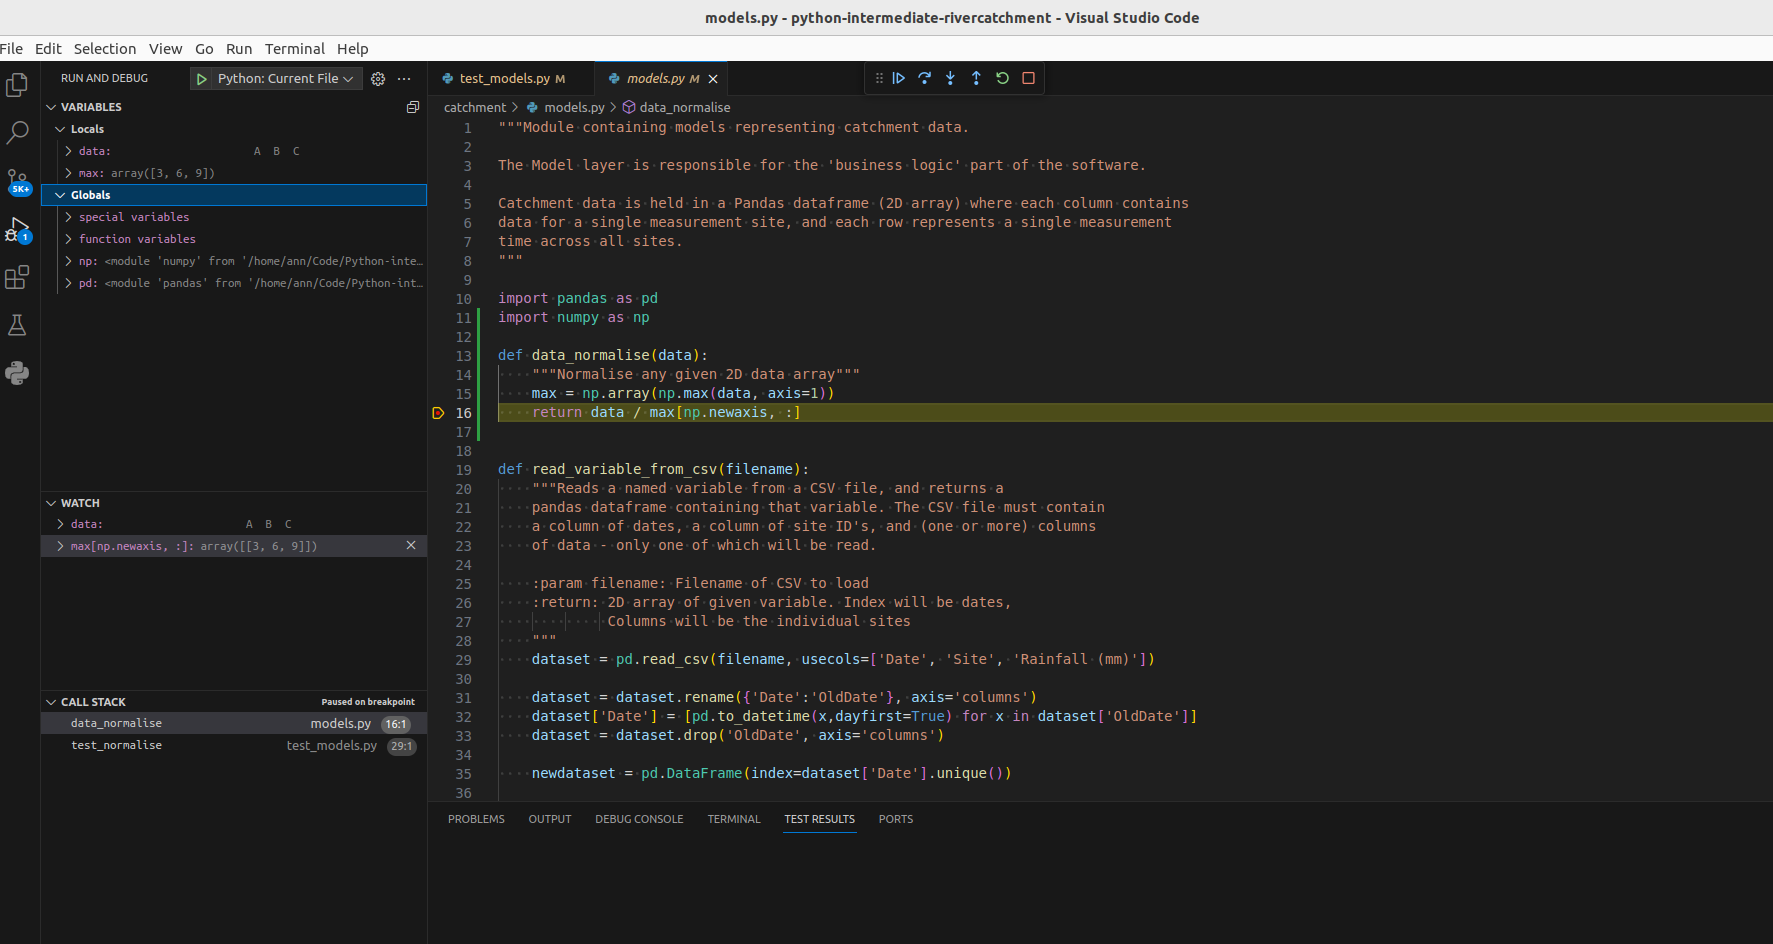 models.py - python-intermediate-rivercatchment - Visual Studio Code
File Edit Selection View Go Run Terminal Help
RUN AND DEBUG Python: Current File ...
VARIABLES
Locals
data: A B C
max: array([3, 6, 9])
Globals
special variables
function variables
np: <module 'numpy' from '/home/ann/Code/Python-inte…
pd: <module 'pandas' from '/home/ann/Code/Python-int…
5K+
1
WATCH
data: A B C
max[np.newaxis, :]: array([[3, 6, 9]])
CALL STACK Paused on breakpoint
data_normalise models.py 16:1
test_normalise test_models.py 29:1
test_models.py M models.py M
catchment > models.py > data_normalise
1 """Module containing models representing catchment data.
2
3 The Model layer is responsible for the 'business logic' part of the software.
4
5 Catchment data is held in a Pandas dataframe (2D array) where each column contains
6 data for a single measurement site, and each row represents a single measurement
7 time across all sites.
8 """
9
10 import pandas as pd
11 import numpy as np
12
13 def data_normalise(data):
14 """Normalise any given 2D data array"""
15 max = np.array(np.max(data, axis=1))
16 return data / max[np.newaxis, :]
17
18
19 def read_variable_from_csv(filename):
20 """Reads a named variable from a CSV file, and returns a
21 pandas dataframe containing that variable. The CSV file must contain
22 a column of dates, a column of site ID's, and (one or more) columns
23 of data - only one of which will be read.
24
25 :param filename: Filename of CSV to load
26 :return: 2D array of given variable. Index will be dates,
27 Columns will be the individual sites
28 """
29 dataset = pd.read_csv(filename, usecols=['Date', 'Site', 'Rainfall (mm)'])
30
31 dataset = dataset.rename({'Date':'OldDate'}, axis='columns')
32 dataset['Date'] = [pd.to_datetime(x,dayfirst=True) for x in dataset['OldDate']]
33 dataset = dataset.drop('OldDate', axis='columns')
34
35 newdataset = pd.DataFrame(index=dataset['Date'].unique())
36
PROBLEMS OUTPUT DEBUG CONSOLE TERMINAL TEST RESULTS PORTS